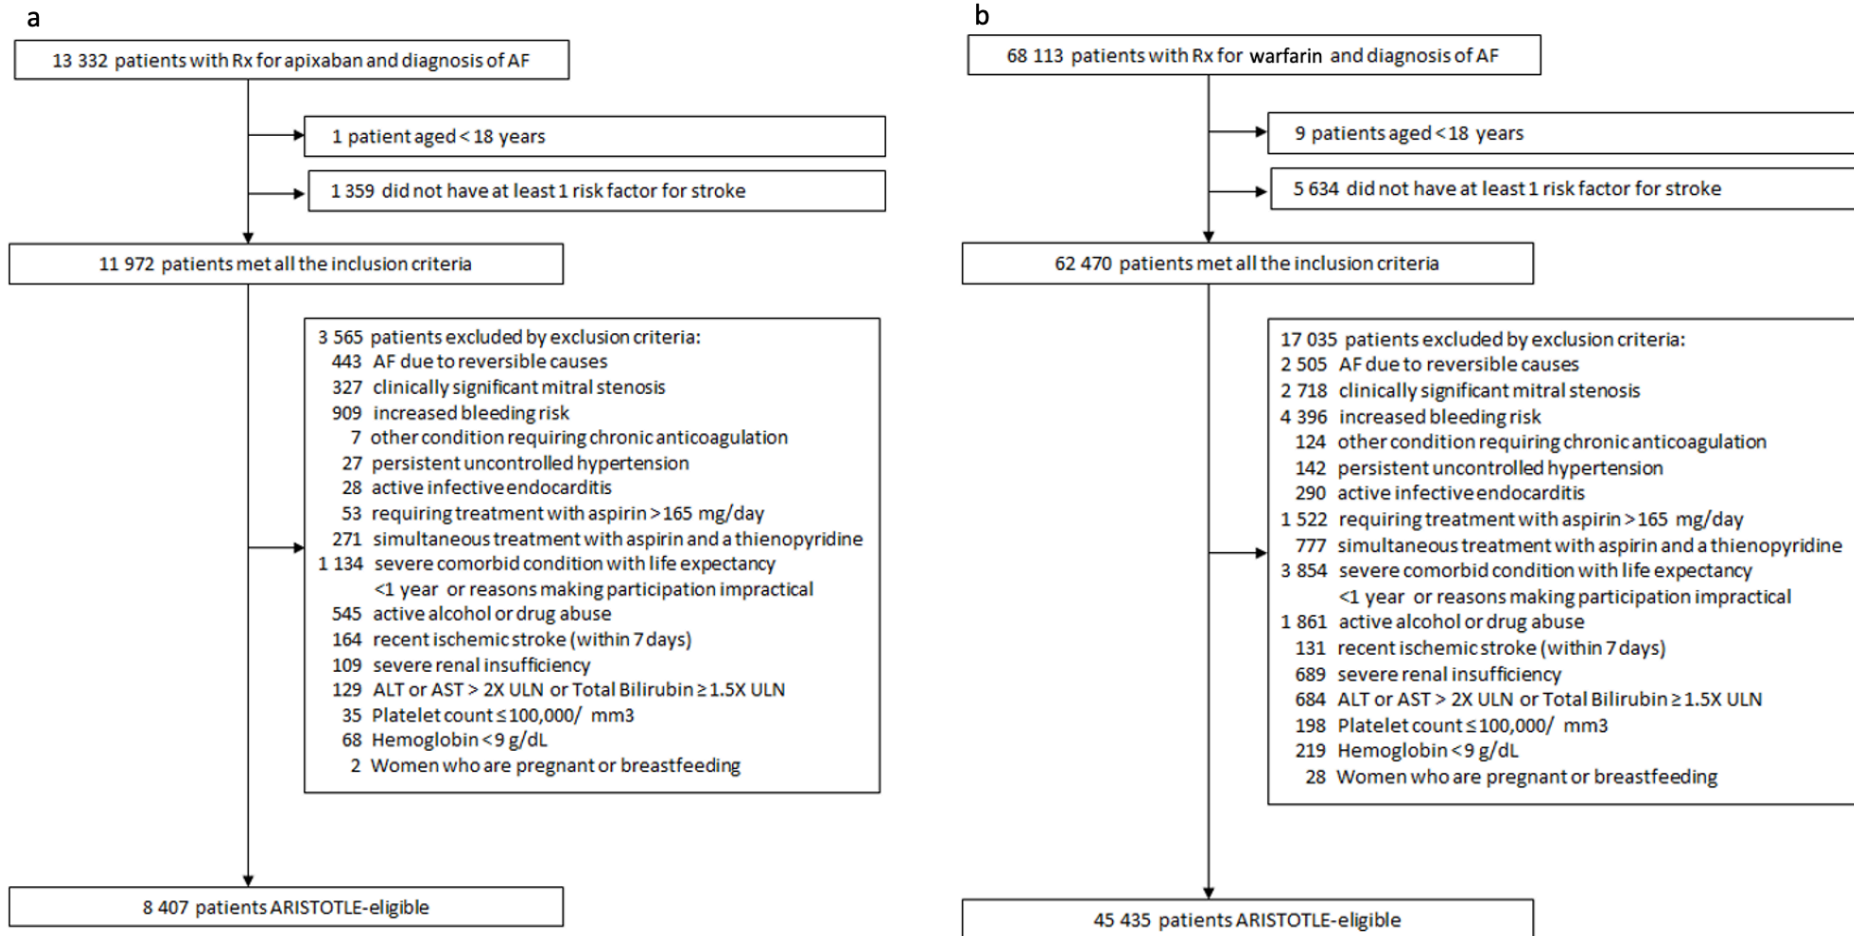 a
13 332 patients with Rx for apixaban and diagnosis of AF
1 patient aged < 18 years
1 359 did not have at least 1 risk factor for stroke
11 972 patients met all the inclusion criteria
3 565 patients excluded by exclusion criteria:
443 AF due to reversible causes
327 clinically significant mitral stenosis
909 increased bleeding risk
7 other condition requiring chronic anticoagulation
27 persistent uncontrolled hypertension
28 active infective endocarditis
53 requiring treatment with aspirin > 165 mg/day
271 simultaneous treatment with aspirin and a thienopyridine
1 134 severe comorbid condition with life expectancy
<1 year or reasons making participation impractical
545 active alcohol or drug abuse
164 recent ischemic stroke (within 7 days)
109 severe renal insufficiency
129 ALT or AST > 2X ULN or Total Bilirubin ≥ 1.5X ULN
35 Platelet count ≤ 100,000/ mm3
68 Hemoglobin < 9 g/dL
2 Women who are pregnant or breastfeeding
8 407 patients ARISTOTLE-eligible
b
68 113 patients with Rx for warfarin and diagnosis of AF
9 patients aged < 18 years
5 634 did not have at least 1 risk factor for stroke
62 470 patients met all the inclusion criteria
17 035 patients excluded by exclusion criteria:
2 505 AF due to reversible causes
2 718 clinically significant mitral stenosis
4 396 increased bleeding risk
124 other condition requiring chronic anticoagulation
142 persistent uncontrolled hypertension
290 active infective endocarditis
1 522 requiring treatment with aspirin > 165 mg/day
777 simultaneous treatment with aspirin and a thienopyridine
3 854 severe comorbid condition with life expectancy
<1 year or reasons making participation impractical
1 861 active alcohol or drug abuse
131 recent ischemic stroke (within 7 days)
689 severe renal insufficiency
684 ALT or AST > 2X ULN or Total Bilirubin ≥ 1.5X ULN
198 Platelet count ≤ 100,000/ mm3
219 Hemoglobin < 9 g/dL
28 Women who are pregnant or breastfeeding
45 435 patients ARISTOTLE-eligible